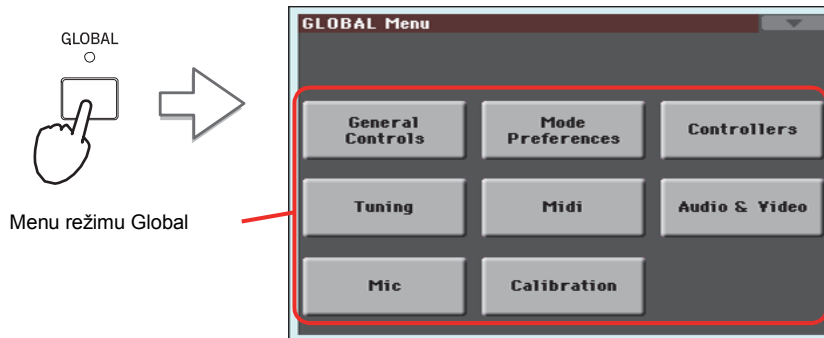 GLOBAL
GLOBAL Menu
General
Controls
Mode
Preferences
Controllers
Tuning
Midi
Audio & Video
Menu režimu Global
Mic
Calibration